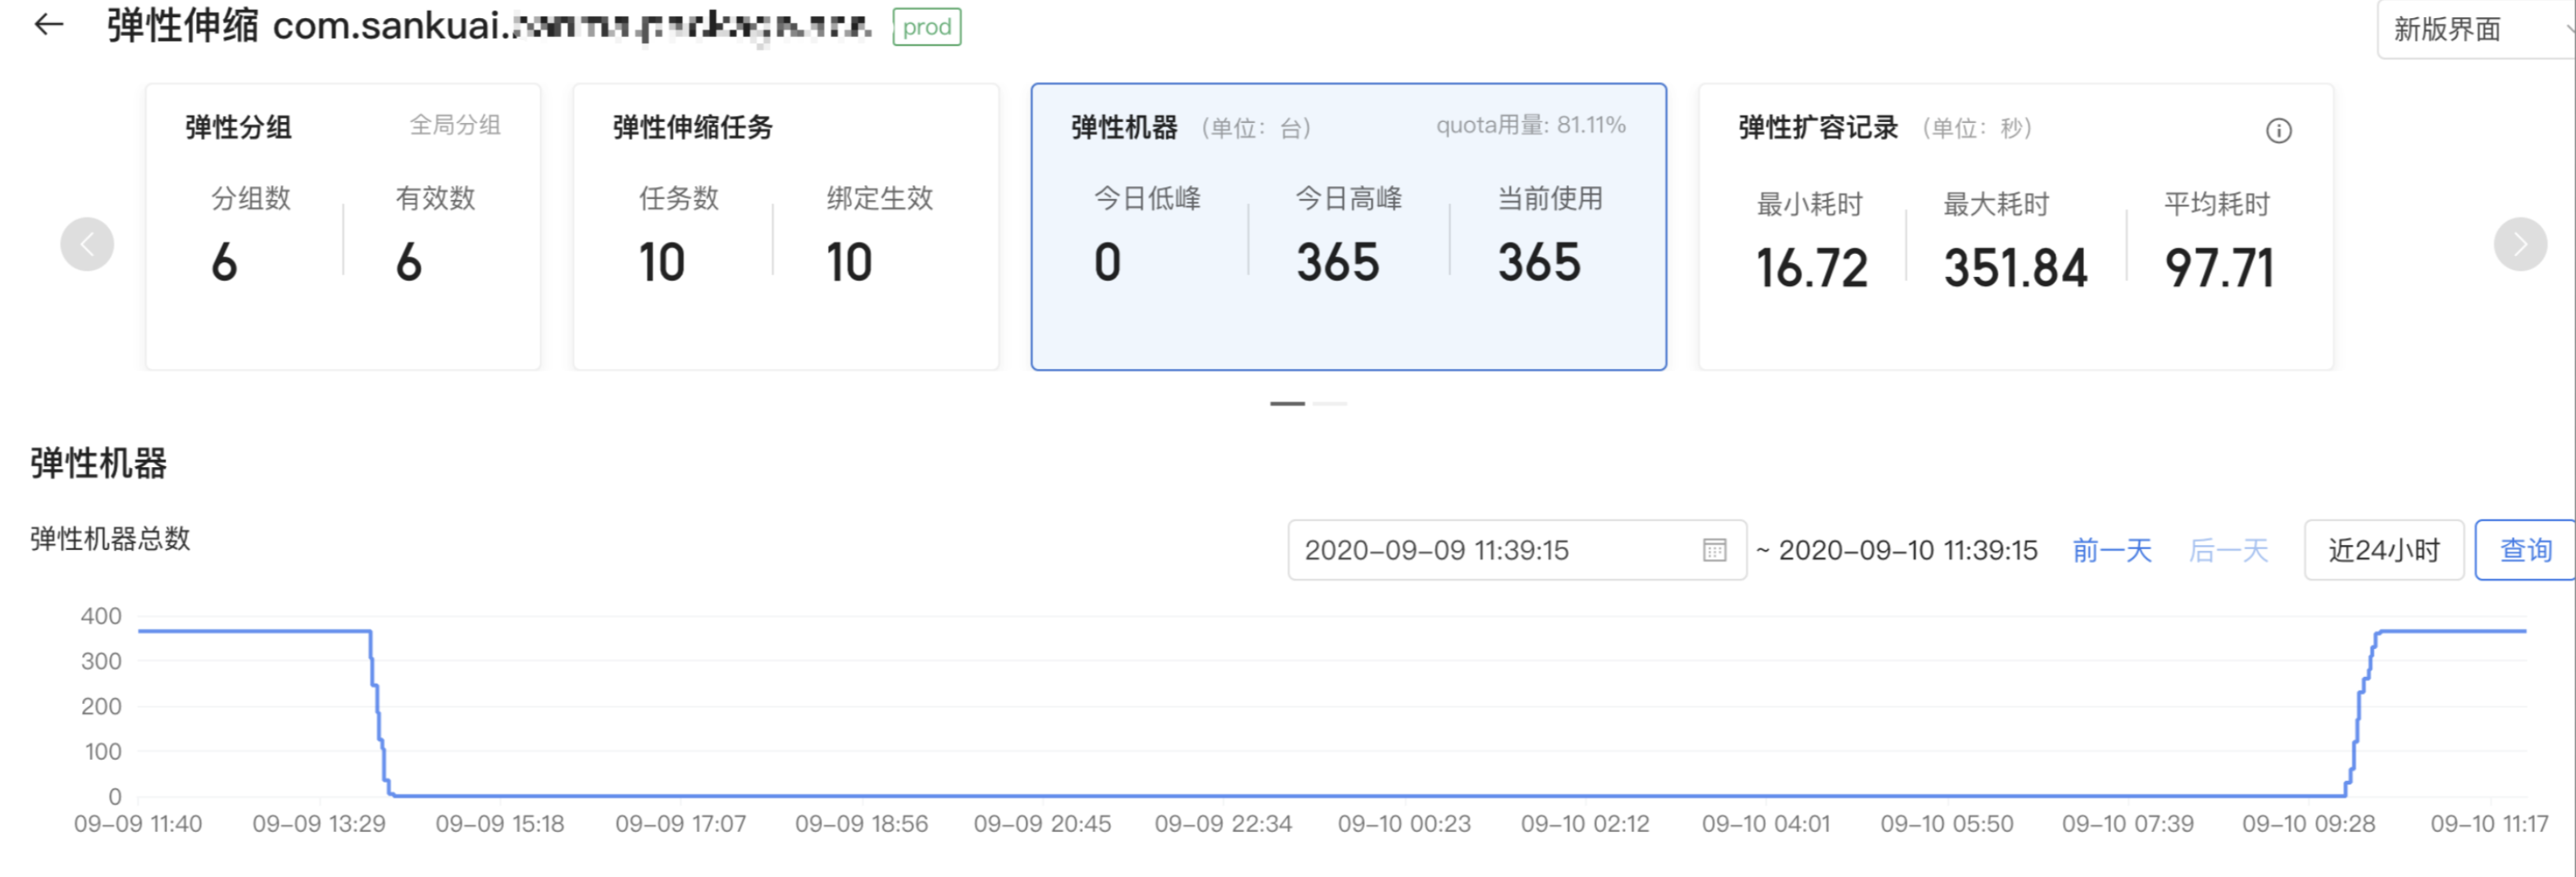 弹性伸缩 com.sankuai. prod
新版界面
弹性分组 全局分组
分组数 有效数
6 6
弹性伸缩任务
任务数 绑定生效
10 10
弹性机器 (单位: 台) quota用量: 81.11%
今日低峰 今日高峰 当前使用
0 365 365
弹性扩容记录 (单位: 秒)
最小耗时 最大耗时 平均耗时
16.72 351.84 97.71
弹性机器
弹性机器总数
2020-09-09 11:39:15 ~ 2020-09-10 11:39:15 前一天 后一天 近24小时 查询
400
300
200
100
0
09-09 11:40 09-09 13:29 09-09 15:18 09-09 17:07 09-09 18:56 09-09 20:45 09-09 22:34 09-10 00:23 09-10 02:12 09-10 04:01 09-10 05:50 09-10 07:39 09-10 09:28 09-10 11:17